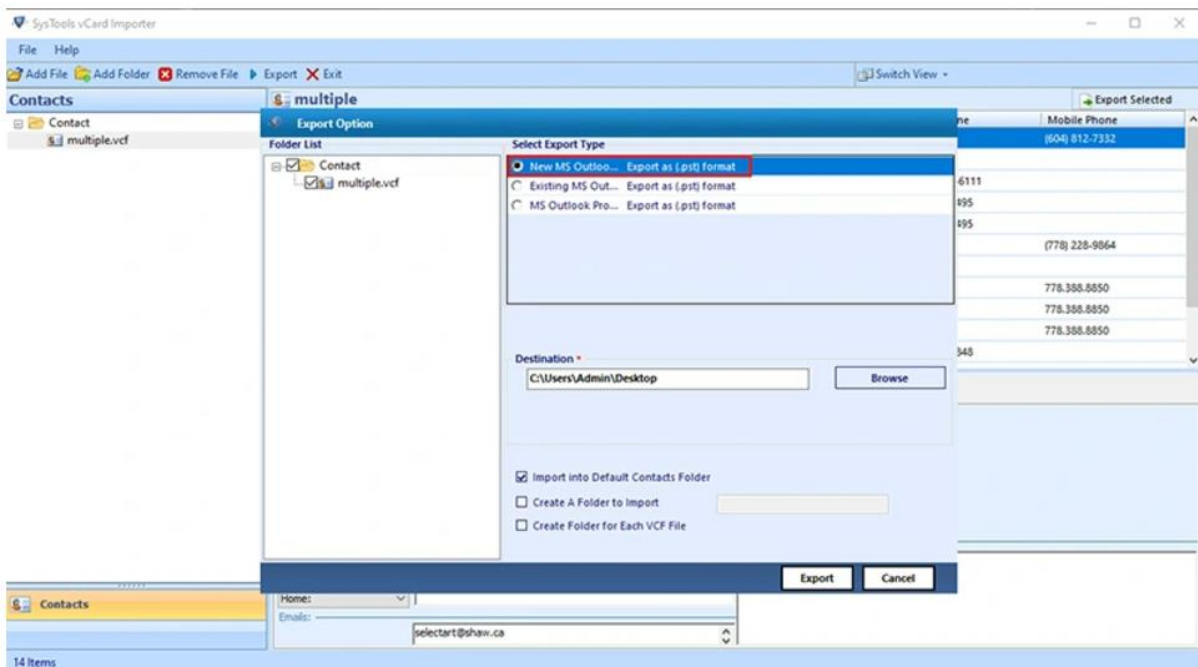 SysTools vCard Importer
File Help
Add File Add Folder Remove File Export Exit Switch View
Contacts multiple Export Selected
Contact
multiple.vcf
Export Option
Folder List Select Export Type
Contact
multiple.vcf
New MS Outloo... Export as (.pst) format
Existing MS Out... Export as (.pst) format
MS Outlook Pro... Export as (.pst) format
Destination *
C:\Users\Admin\Desktop Browse
Import into Default Contacts Folder
Create A Folder to Import
Create Folder for Each VCF File
Export Cancel
ne Mobile Phone
(604) 812-7332
-6111
495
495
(778) 228-9864
778.388.8850
778.388.8850
778.388.8850
348
Contacts
Home:
Emails:
selectart@shaw.ca
14 Items